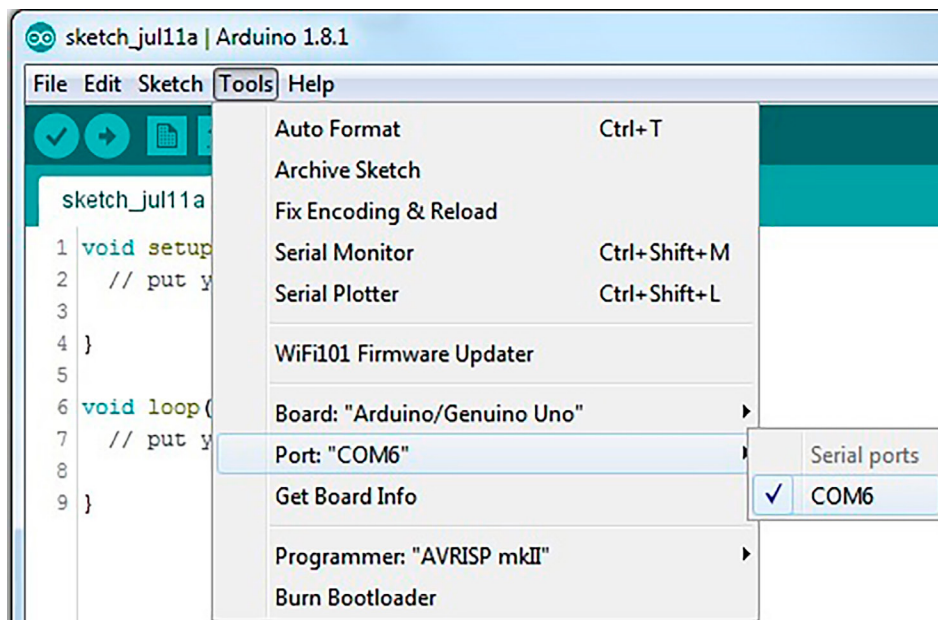 sketch_jul11a | Arduino 1.8.1
File Edit Sketch Tools Help
sketch_jul11a
1 void setup
2 // put y
3
4 }
5
6 void loop(
7 // put y
8
9 }
Auto Format Ctrl+T
Archive Sketch
Fix Encoding & Reload
Serial Monitor Ctrl+Shift+M
Serial Plotter Ctrl+Shift+L
WiFi101 Firmware Updater
Board: "Arduino/Genuino Uno"
Port: "COM6"
Get Board Info
Programmer: "AVRISP mkII"
Burn Bootloader
Serial ports
COM6